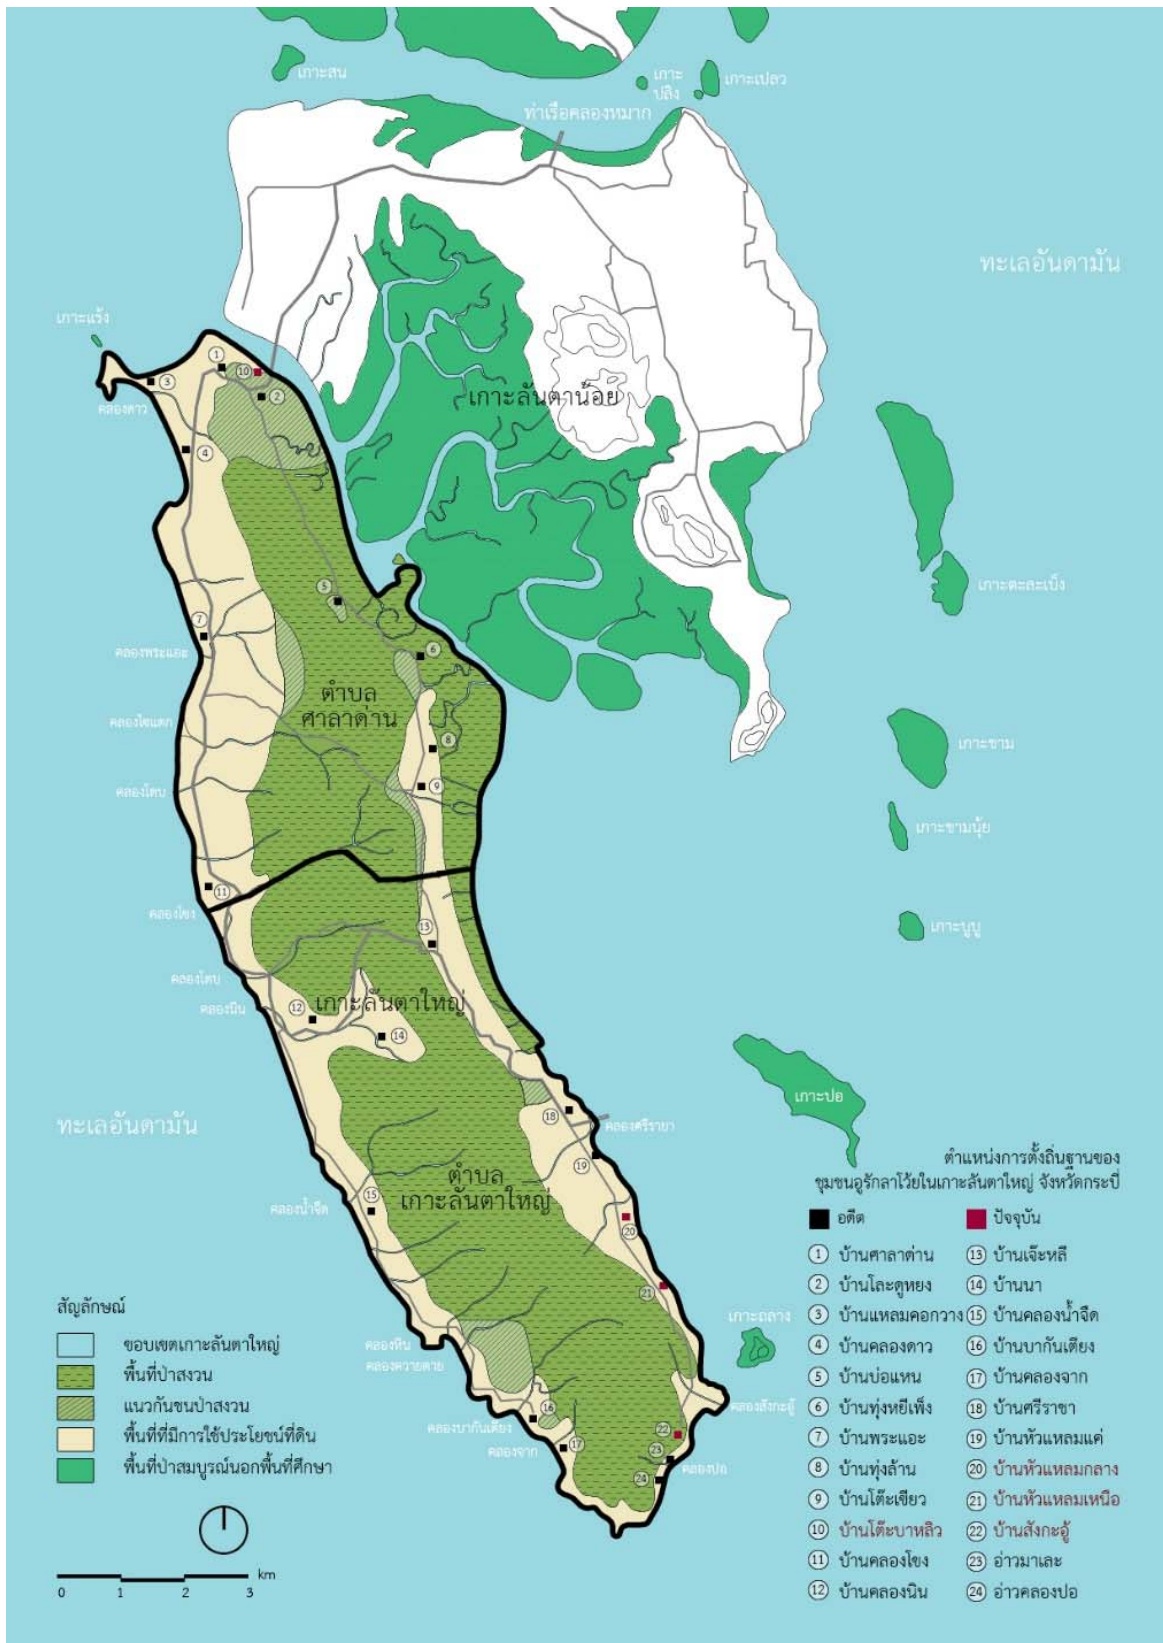 เกาะสน
เกาะ
ปลิง
เกาะเปลว
ท่าเรือคลองหมาก
ทะเลอันดามัน
เกาะแร้ง
1
10
3
2
คลองดาว
เกาะลันตาน้อย
4
5
เกาะตะละเบ็ง
7
6
คลองพระแอะ
ตำบล
ศาลาด่าน
8
เกาะขาม
9
คลองโตบ
เกาะขามนุ้ย
11
คลองโขง
13
เกาะบูบู
คลองโตบ
คลองนิน
12
เกาะลันตาใหญ่
14
เกาะปอ
18
คลองศรีรายา
ทะเลอันดามัน
19
ตำบล
เกาะลันตาใหญ่
15
คลองน้ำจืด
20
21
เกาะถลาง
คลองหิน
คลองควายตาย
คลองสังกะอู้
16
คลองบากันเตียง
คลองจาก
17
22
23
24
คลองปอ
ตำแหน่งการตั้งถิ่นฐานของ
ชุมชนอูรักลาโว้ยในเกาะลันตาใหญ่ จังหวัดกระบี่
อดีต
ปัจจุบัน
1 บ้านศาลาด่าน
2 บ้านโละดูหยง
3 บ้านแหลมคอกวาง
4 บ้านคลองดาว
5 บ้านบ่อแหน
6 บ้านทุ่งหยีเพ็ง
7 บ้านพระแอะ
8 บ้านทุ่งล้าน
9 บ้านโต๊ะเขียว
10 บ้านโต๊ะบาหลิว
11 บ้านคลองโขง
12 บ้านคลองนิน
13 บ้านเจ๊ะหลี
14 บ้านนา
15 บ้านคลองน้ำจืด
16 บ้านบากันเตียง
17 บ้านคลองจาก
18 บ้านศรีราชา
19 บ้านหัวแหลมแค่
20 บ้านหัวแหลมกลาง
21 บ้านหัวแหลมเหนือ
22 บ้านสังกะอู้
23 อ่าวมาเละ
24 อ่าวคลองปอ
สัญลักษณ์
ขอบเขตเกาะลันตาใหญ่
พื้นที่ป่าสงวน
แนวกันชนป่าสงวน
พื้นที่ที่มีการใช้ประโยชน์ที่ดิน
พื้นที่ป่าสมบูรณ์นอกพื้นที่ศึกษา
km
0 1 2 3